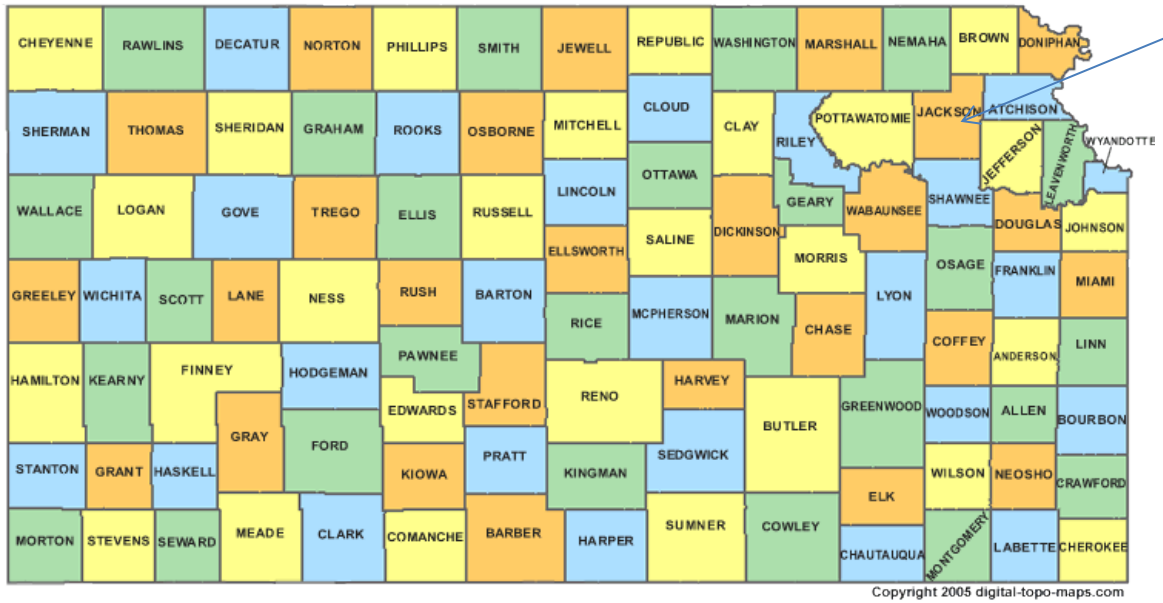 CHEYENNE RAWLINS DECATUR NORTON PHILLIPS SMITH JEWELL REPUBLIC WASHINGTON MARSHALL NEMAHA BROWN DONIPHAN
SHERMAN THOMAS SHERIDAN GRAHAM ROOKS OSBORNE MITCHELL CLOUD CLAY RILEY POTTAWATOMIE JACKSON ATCHISON
JEFFERSON LEAVENWORTH WYANDOTTE
WALLACE LOGAN GOVE TREGO ELLIS RUSSELL LINCOLN OTTAWA GEARY WABAUNSEE SHAWNEE
ELLSWORTH SALINE DICKINSON MORRIS DOUGLAS JOHNSON
GREELEY WICHITA SCOTT LANE NESS RUSH BARTON LYON OSAGE FRANKLIN MIAMI
RICE MCPHERSON MARION CHASE COFFEY ANDERSON LINN
HAMILTON KEARNY FINNEY HODGEMAN PAWNEE STAFFORD RENO HARVEY
EDWARDS BUTLER GREENWOOD WOODSON ALLEN BOURBON
GRAY FORD PRATT SEDGWICK
STANTON GRANT HASKELL KIOWA KINGMAN ELK WILSON NEOSHO CRAWFORD
MORTON STEVENS SEWARD MEADE CLARK COMANCHE BARBER HARPER SUMNER COWLEY CHAUTAUQUA MONTGOMERY LABETTE CHEROKEE
Copyright 2005 digital-topo-maps.com